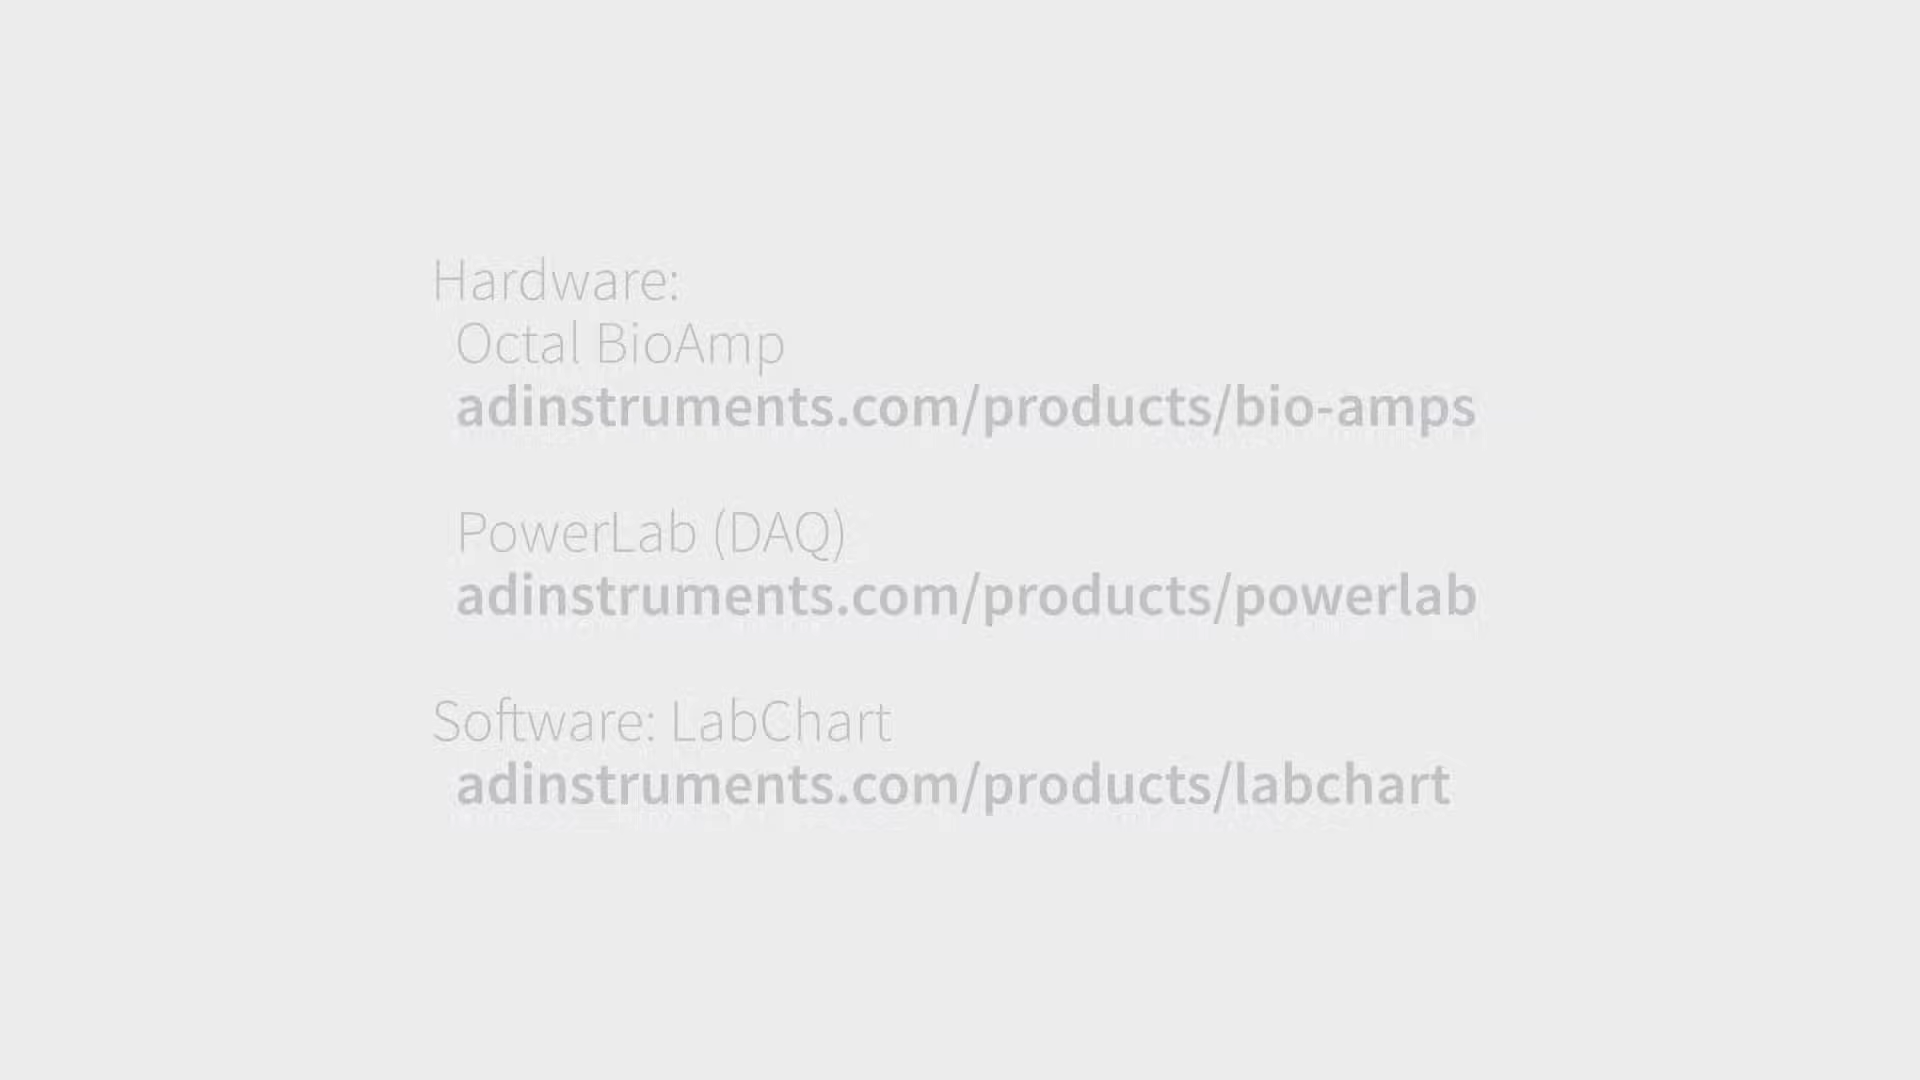 Hardware:
Octal BioAmp
adinstruments.com/products/bio-amps
PowerLab (DAQ)
adinstruments.com/products/powerlab
Software: LabChart
adinstruments.com/products/labchart